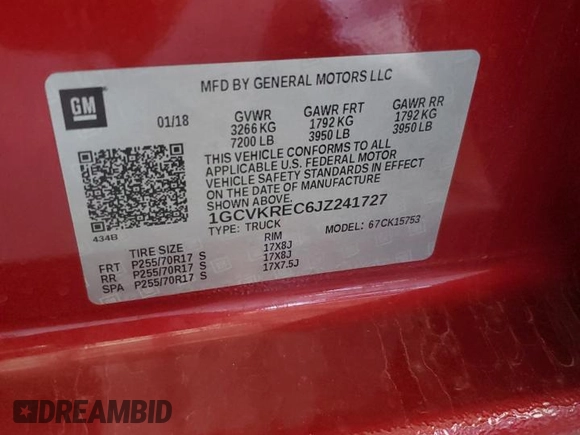 MFD BY GENERAL MOTORS LLC
GM
01/18 GVWR GAWR FRT GAWR RR
3266 KG 1792 KG 1792 KG
7200 LB 3950 LB 3950 LB
THIS VEHICLE CONFORMS TO ALL
APPLICABLE U.S. FEDERAL MOTOR
VEHICLE SAFETY STANDARDS IN EFFECT
ON THE DATE OF MANUFACTURE
SHOWN ABOVE.
1GCVKREC6JZ241727
434B TYPE: TRUCK MODEL: 67CK15753
TIRE SIZE RIM
FRT P255/70R17 S 17X8J
RR P255/70R17 S 17X8J
SPA P255/70R17 S 17X7.5J
DREAMBID